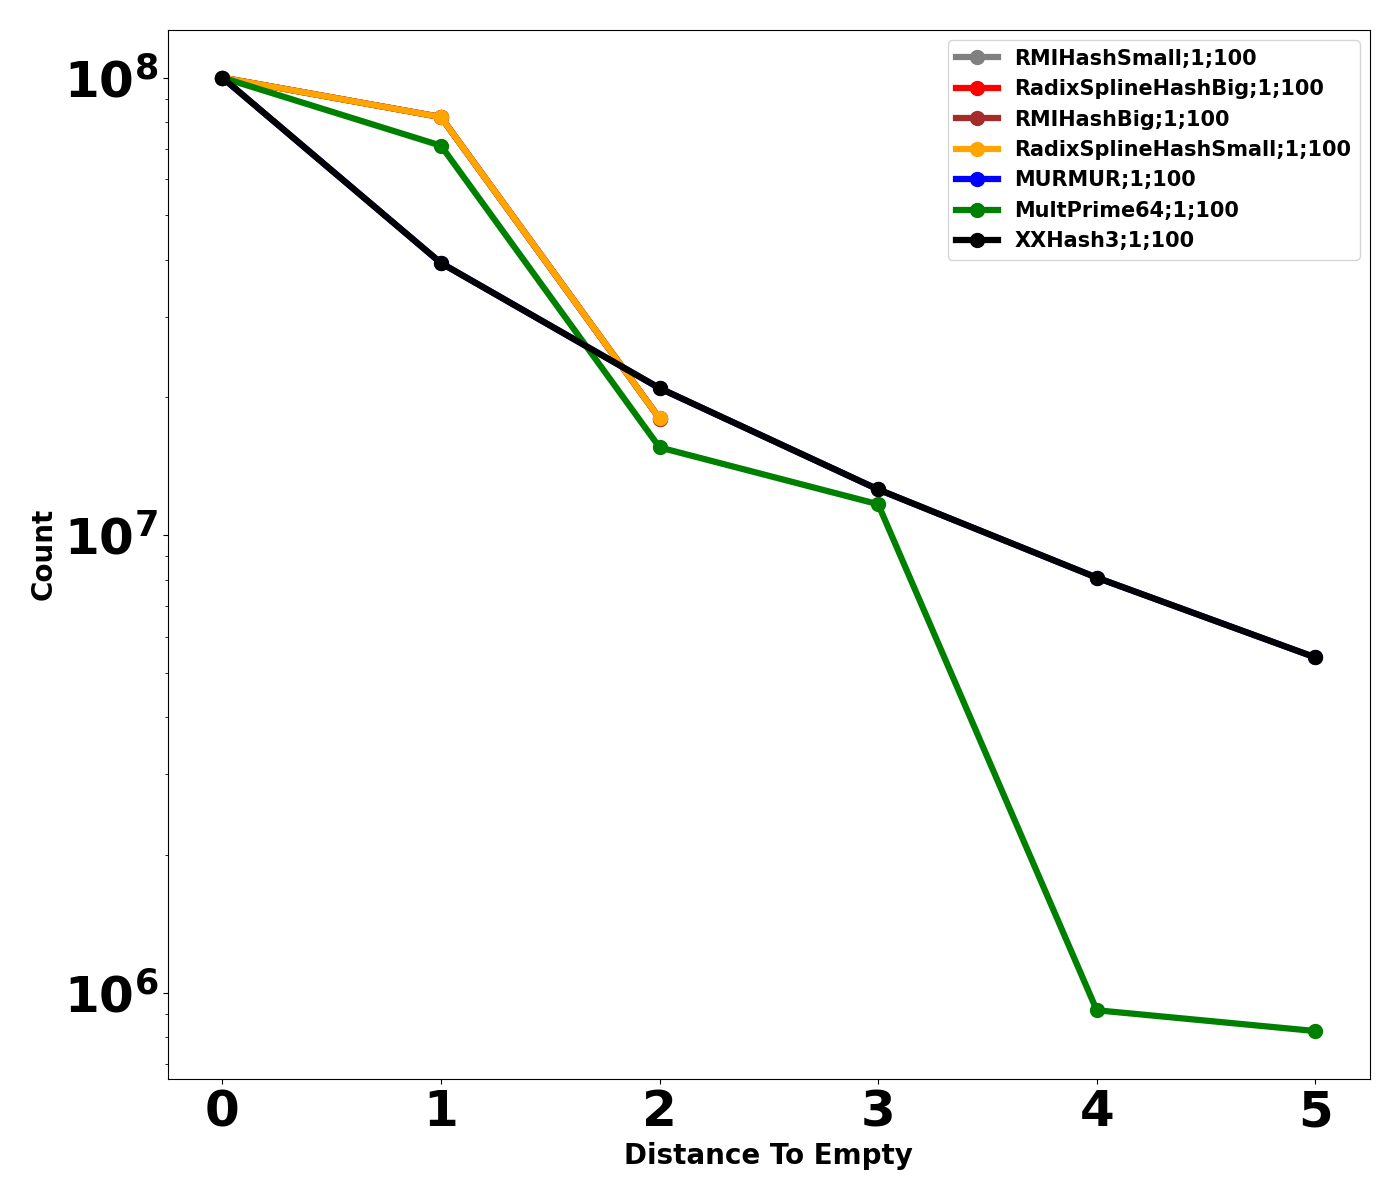 RMIHashSmall;1;100
RadixSplineHashBig;1;100
RMIHashBig;1;100
RadixSplineHashSmall;1;100
MURMUR;1;100
MultPrime64;1;100
XXHash3;1;100
10^8
10^7
10^6
Count
0 1 2 3 4 5
Distance To Empty